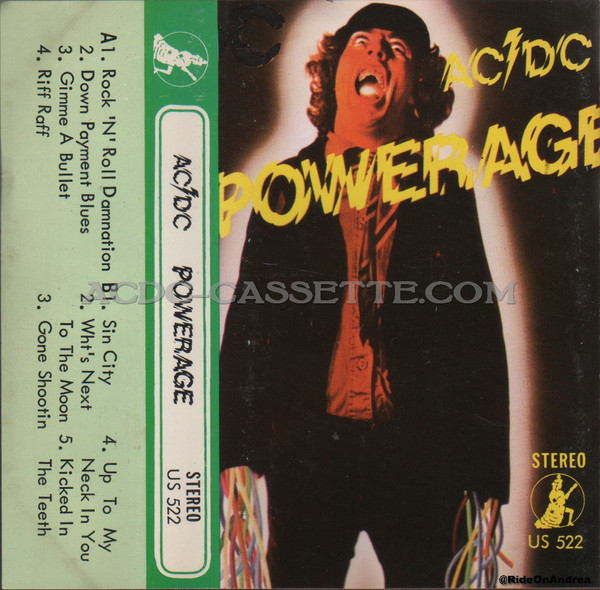 A1. Rock 'N' Roll Damnation
2. Down Payment Blues
3. Gimme A Bullet
4. Riff Raff
B1. Sin City
2. Wht's Next
To The Moon
3. Gone Shootin
4. Up To My
Neck In You
5. Kicked In
The Teeth
AC/DC POWERAGE
STEREO
US 522
C
AC/DC
POWERAGE
ACDC-CASSETTE.COM
STEREO
US 522
@RideOnAndrea